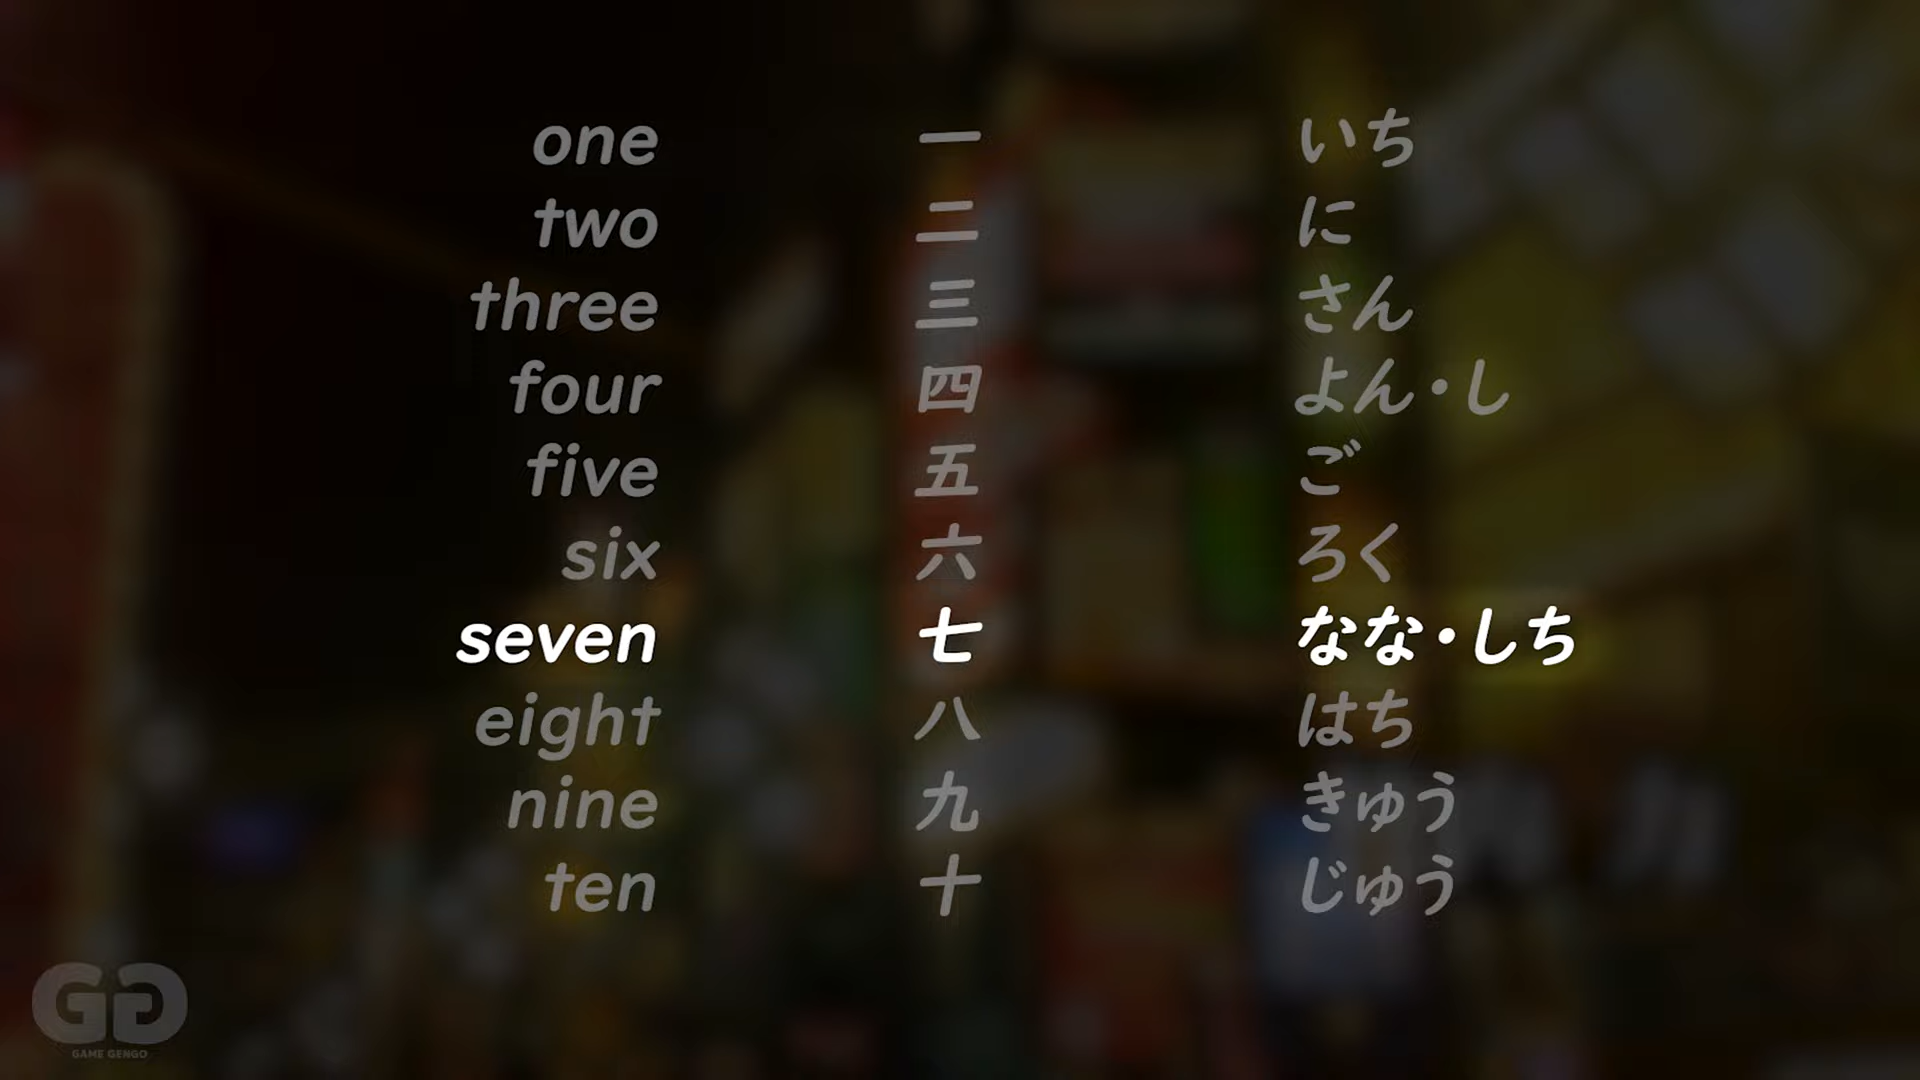 one 一 いち
two 二 に
three 三 さん
four 四 よん・し
five 五 ご
six 六 ろく
seven 七 なな・しち
eight 八 はち
nine 九 きゅう
ten 十 じゅう
GG
GAME GENGO